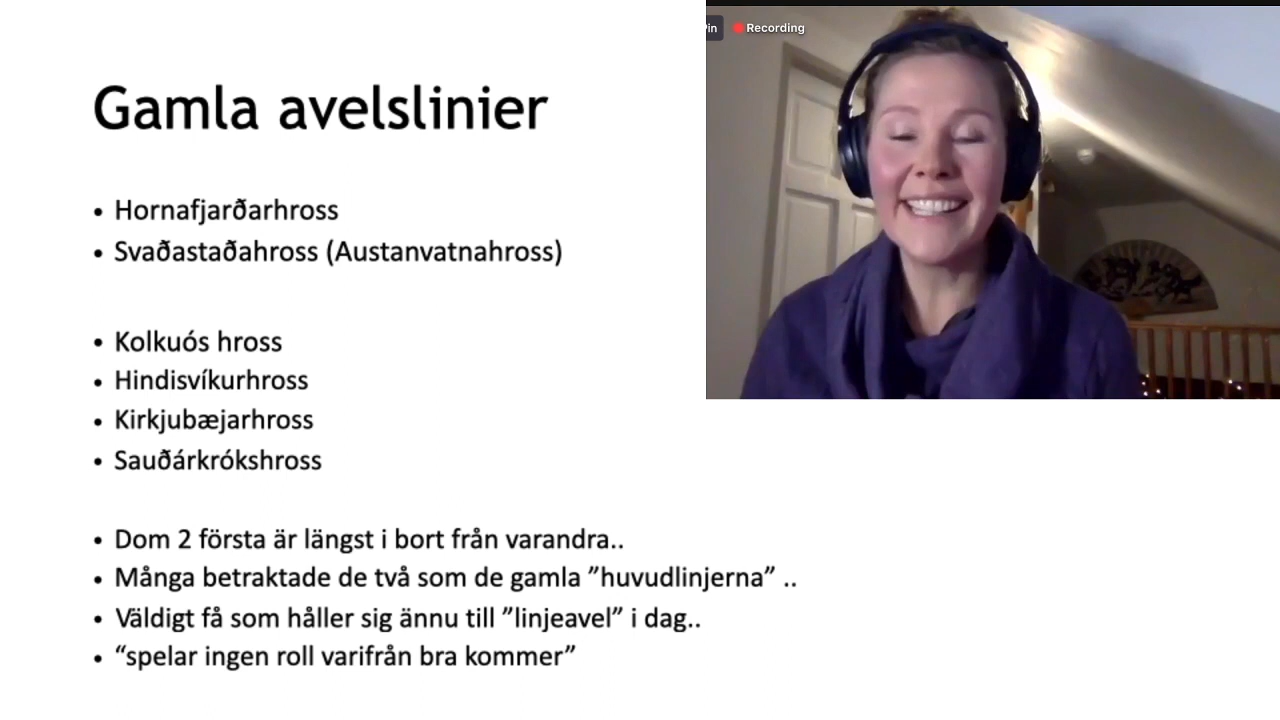 Gamla avelslinier
• Hornafjarðarhross
• Svaðastaðahross (Austanvatnahross)
• Kolkuós hross
• Hindisvíkurhross
• Kirkjubæjarhross
• Sauðárkrókshross
• Dom 2 första är längst i bort från varandra..
• Många betraktade de två som de gamla ”huvudlinjerna” ..
• Väldigt få som håller sig ännu till ”linjeavel” i dag..
• “spelar ingen roll varifrån bra kommer”
Recording